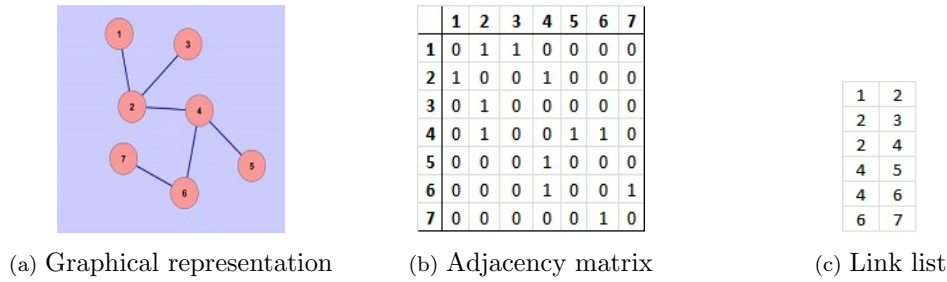 1
3
2
4
7
5
6
1 2 3 4 5 6 7
1 0 1 1 0 0 0 0
2 1 0 0 1 0 0 0
3 0 1 0 0 0 0 0
4 0 1 0 0 1 1 0
5 0 0 0 1 0 0 0
6 0 0 0 1 0 0 1
7 0 0 0 0 0 1 0
1 2
2 3
2 4
4 5
4 6
6 7
(a) Graphical representation
(b) Adjacency matrix
(c) Link list